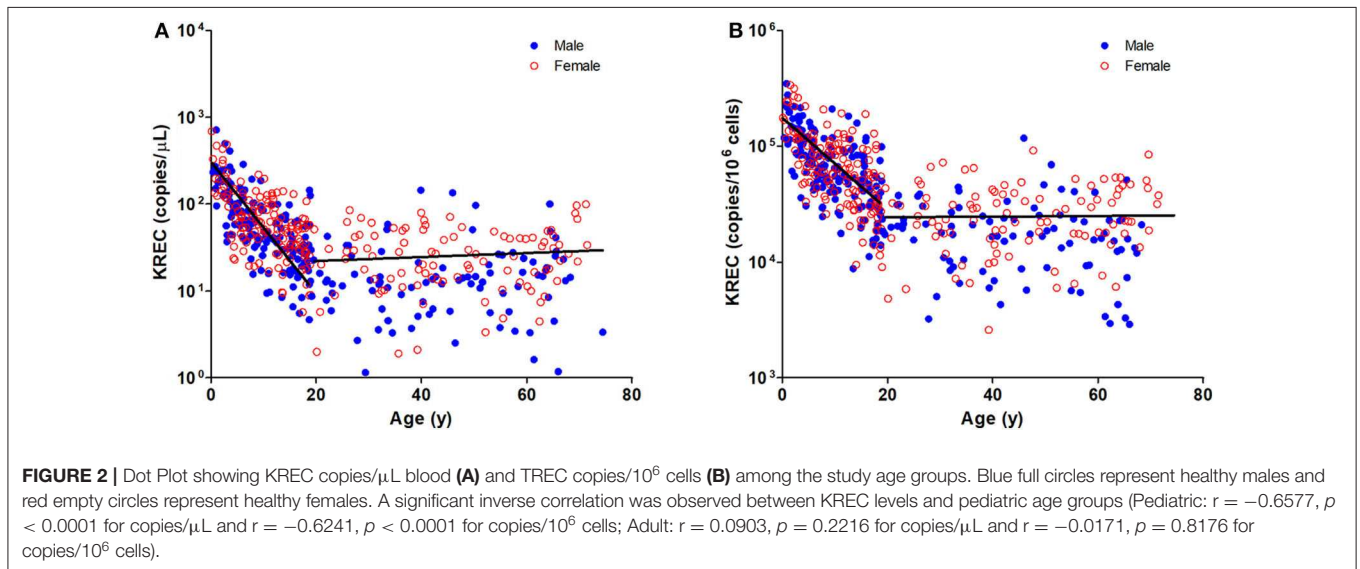 A
10⁴
10³
10²
10¹
10⁰
KREC (copies/μL)
Male
Female
0 20 40 60 80
Age (y)
B
10⁶
10⁵
10⁴
10³
KREC (copies/10⁶ cells)
Male
Female
0 20 40 60 80
Age (y)
FIGURE 2 | Dot Plot showing KREC copies/μL blood (A) and TREC copies/10⁶ cells (B) among the study age groups. Blue full circles represent healthy males and
red empty circles represent healthy females. A significant inverse correlation was observed between KREC levels and pediatric age groups (Pediatric: r = −0.6577, p
< 0.0001 for copies/μL and r = −0.6241, p < 0.0001 for copies/10⁶ cells; Adult: r = 0.0903, p = 0.2216 for copies/μL and r = −0.0171, p = 0.8176 for
copies/10⁶ cells).